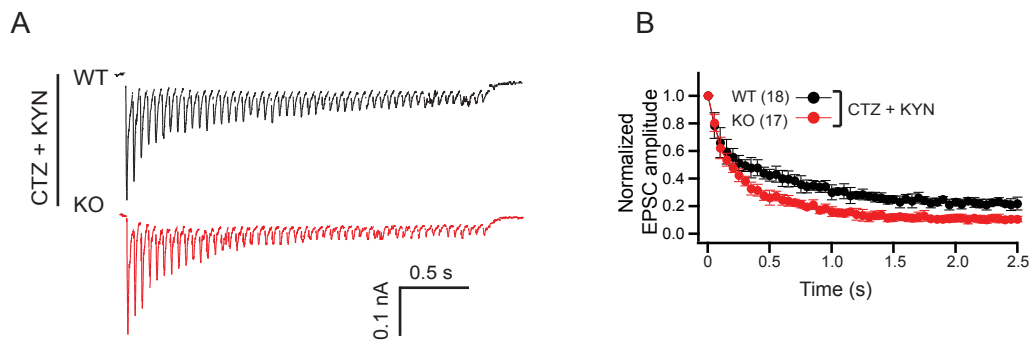 A
CTZ + KYN
WT
KO
0.5 s
0.1 nA
B
Normalized
EPSC amplitude
1.0
0.8
0.6
0.4
0.2
0.0
WT (18)
KO (17)
CTZ + KYN
0 0.5 1.0 1.5 2.0 2.5
Time (s)